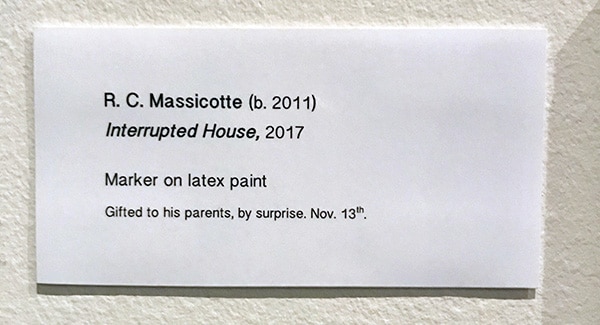 R. C. Massicotte (b. 2011)
Interrupted House, 2017
Marker on latex paint
Gifted to his parents, by surprise. Nov. 13th.